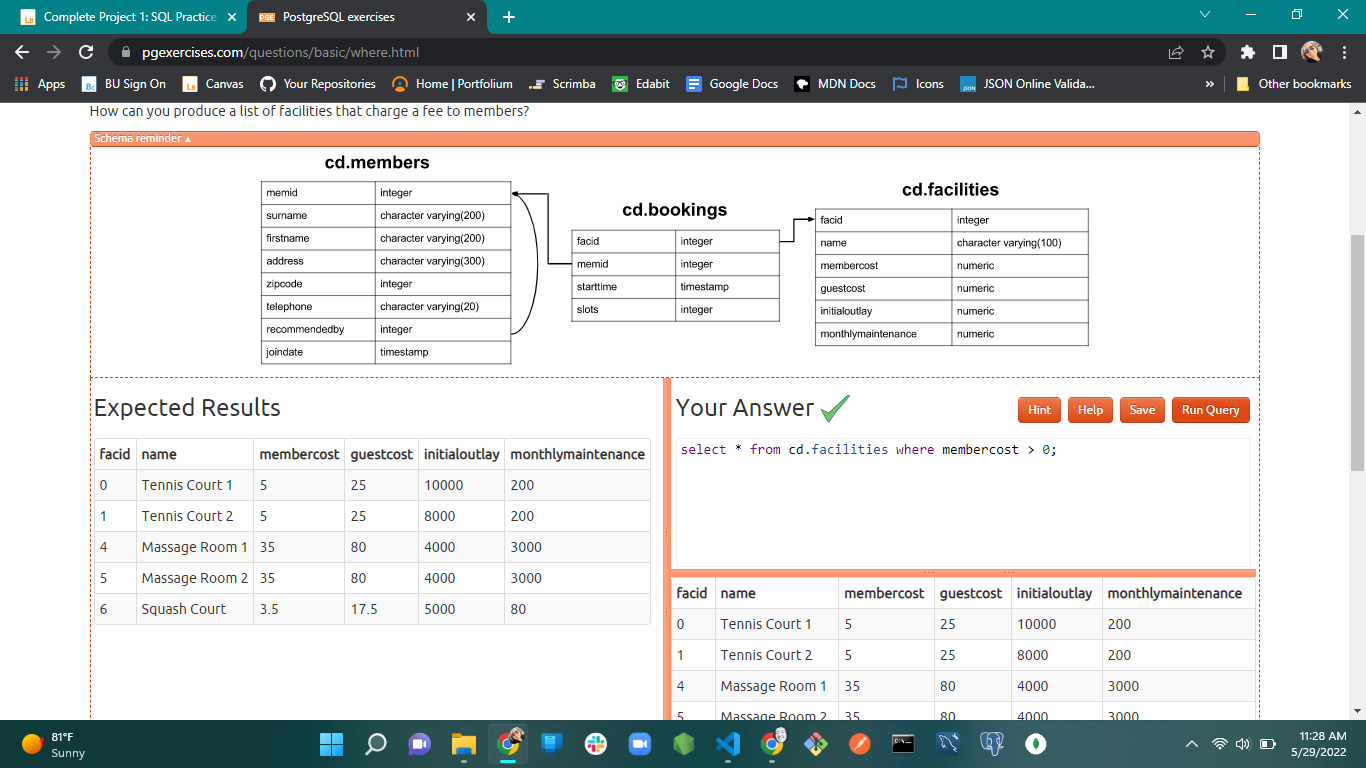 Complete Project 1: SQL Practice
PostgreSQL exercises
pgexercises.com/questions/basic/where.html
Apps BU Sign On Canvas Your Repositories Home | Portfolium Scrimba Edabit Google Docs MDN Docs Icons JSON Online Valida... » Other bookmarks
How can you produce a list of facilities that charge a fee to members?
Schema reminder ▲
cd.members
memid integer
surname character varying(200)
firstname character varying(200)
address character varying(300)
zipcode integer
telephone character varying(20)
recommendedby integer
joindate timestamp
cd.bookings
facid integer
memid integer
starttime timestamp
slots integer
cd.facilities
facid integer
name character varying(100)
membercost numeric
guestcost numeric
initialoutlay numeric
monthlymaintenance numeric
Expected Results
facid name membercost guestcost initialoutlay monthlymaintenance
0 Tennis Court 1 5 25 10000 200
1 Tennis Court 2 5 25 8000 200
4 Massage Room 1 35 80 4000 3000
5 Massage Room 2 35 80 4000 3000
6 Squash Court 3.5 17.5 5000 80
Your Answer
Hint Help Save Run Query
select * from cd.facilities where membercost > 0;
facid name membercost guestcost initialoutlay monthlymaintenance
0 Tennis Court 1 5 25 10000 200
1 Tennis Court 2 5 25 8000 200
4 Massage Room 1 35 80 4000 3000
5 Massage Room 2 35 80 4000 3000
81°F
Sunny
11:28 AM
5/29/2022